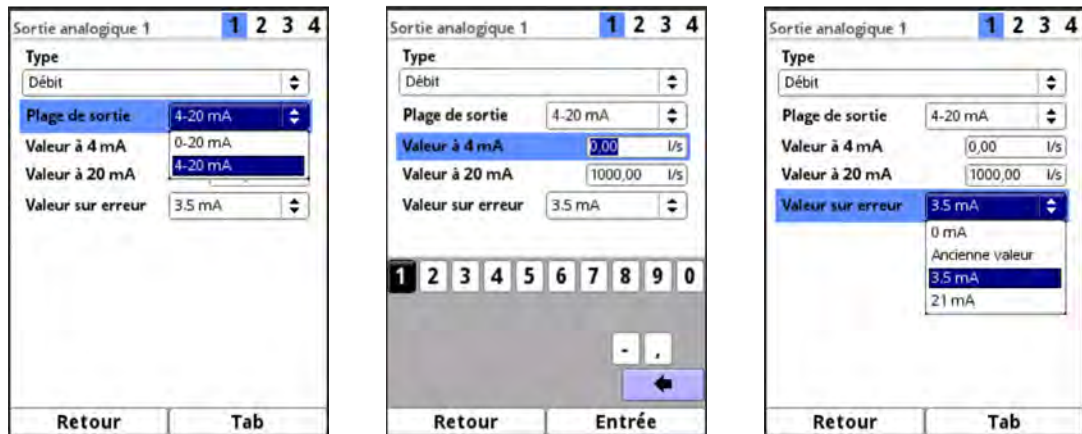 Sortie analogique 1 1 2 3 4
Type
Débit
Plage de sortie 4-20 mA
Valeur à 4 mA 0-20 mA
4-20 mA
Valeur à 20 mA
Valeur sur erreur 3.5 mA
Retour Tab
Sortie analogique 1 1 2 3 4
Type
Débit
Plage de sortie 4-20 mA
Valeur à 4 mA 0,00 l/s
Valeur à 20 mA 1000,00 l/s
Valeur sur erreur 3.5 mA
1 2 3 4 5 6 7 8 9 0
- ,
Retour Entrée
Sortie analogique 1 1 2 3 4
Type
Débit
Plage de sortie 4-20 mA
Valeur à 4 mA 0,00 l/s
Valeur à 20 mA 1000,00 l/s
Valeur sur erreur 3.5 mA
0 mA
Ancienne valeur
3.5 mA
21 mA
Retour Tab